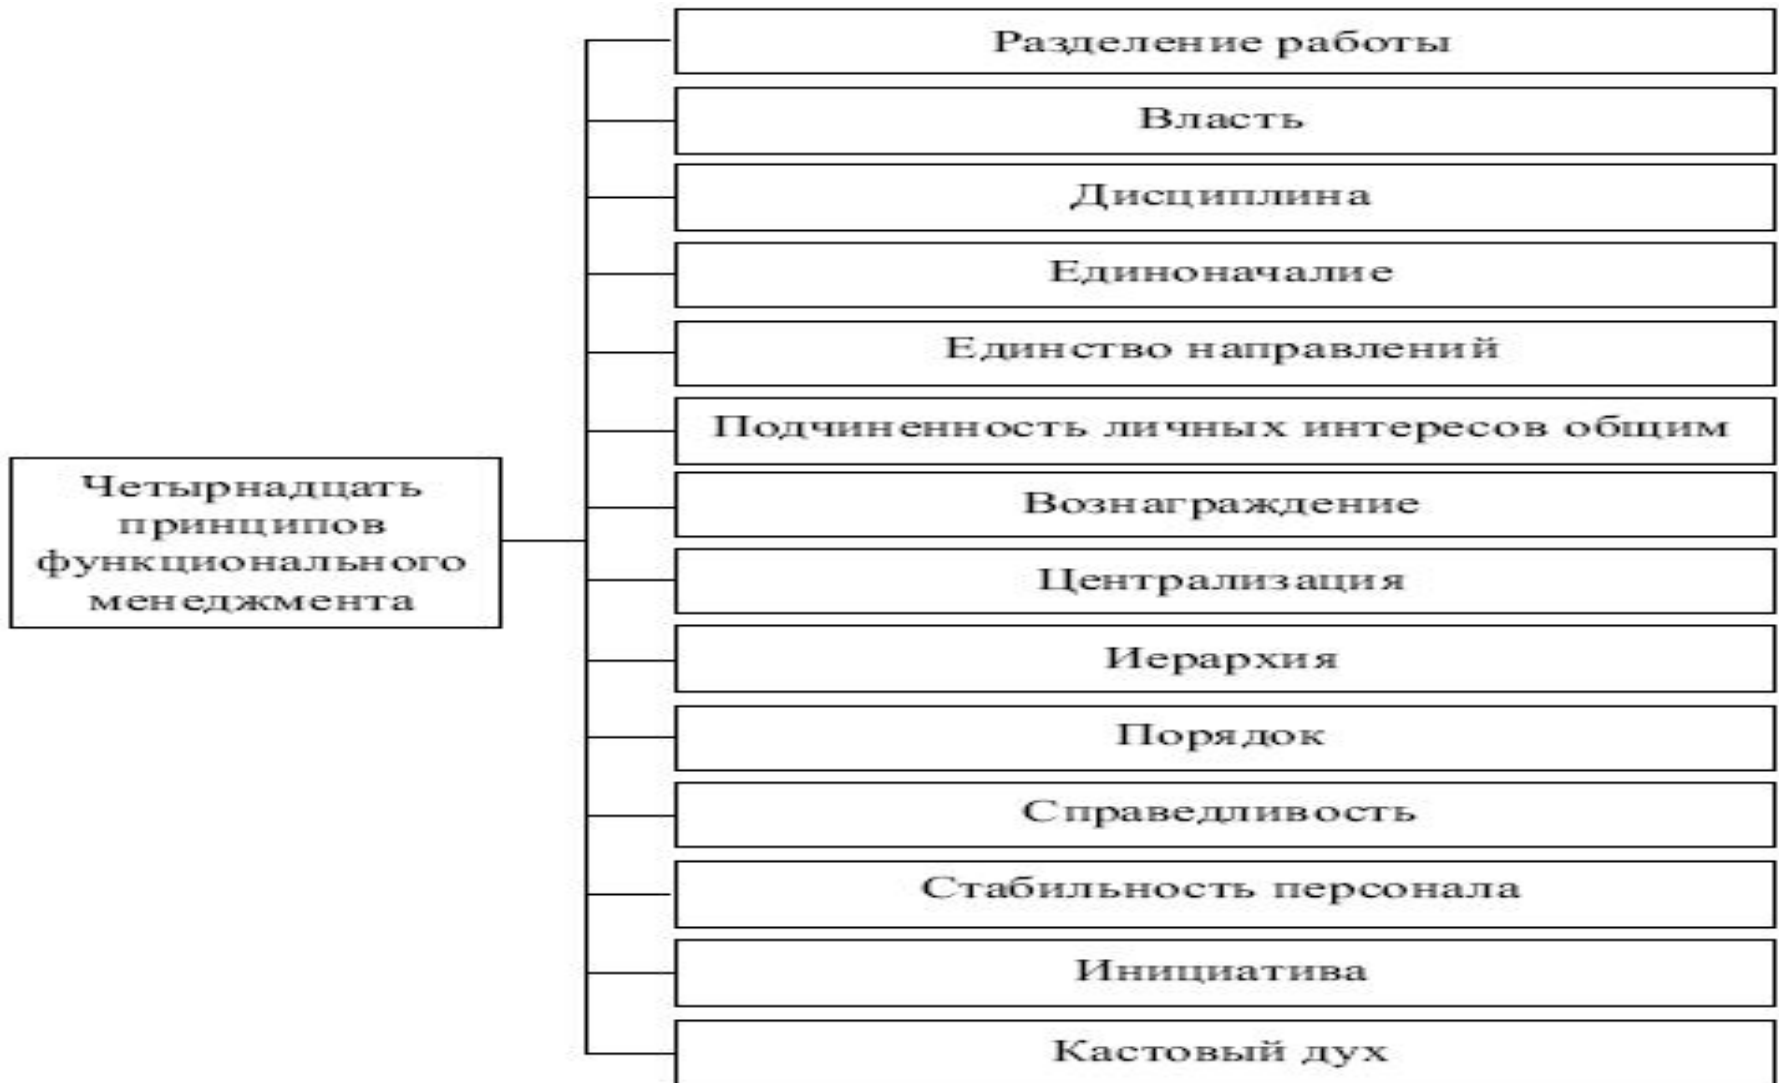 Разделение работы
Власть
Дисциплина
Единоначалие
Единство направлений
Подчиненность личных интересов общим
Четырнадцать
принципов
функционального
менеджмента
Вознаграждение
Централизация
Иерархия
Порядок
Справедливость
Стабильность персонала
Инициатива
Кастовый дух